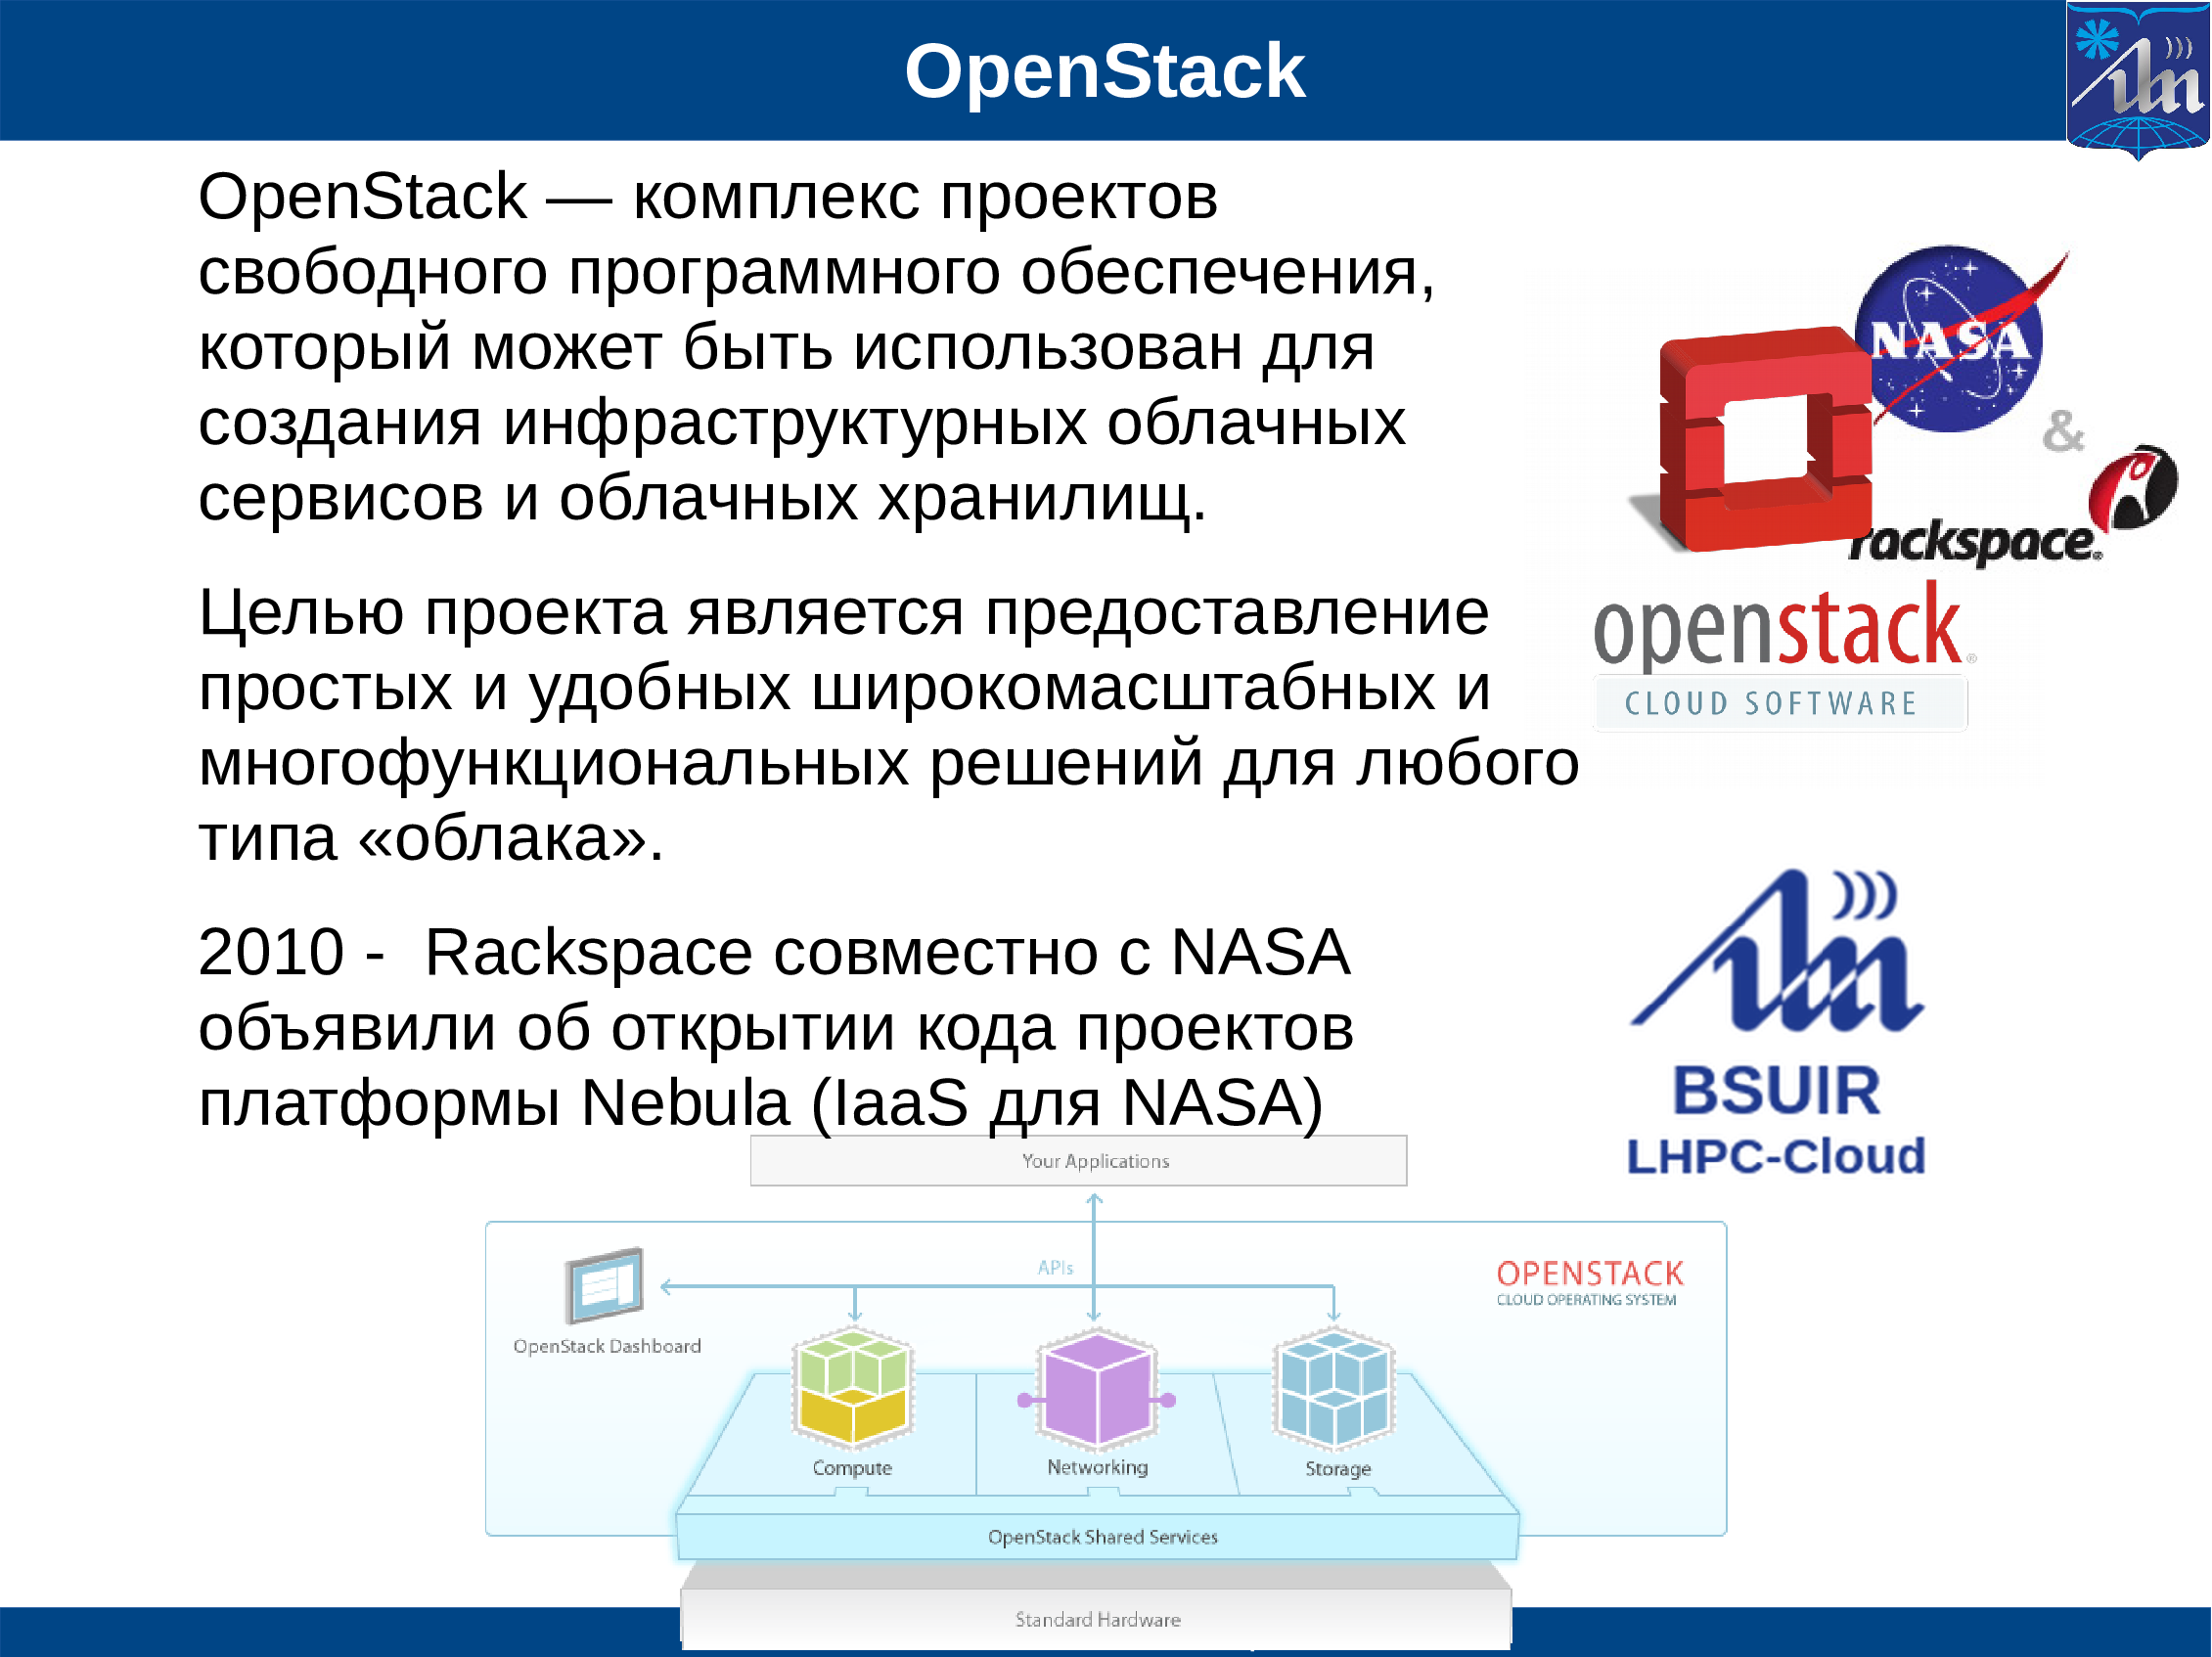 OpenStack
OpenStack — комплекс проектов
свободного программного обеспечения,
который может быть использован для
создания инфраструктурных облачных
сервисов и облачных хранилищ.
Целью проекта является предоставление
простых и удобных широкомасштабных и
многофункциональных решений для любого
типа «облака».
2010 - Rackspace совместно с NASA
объявили об открытии кода проектов
платформы Nebula (IaaS для NASA)
NASA
&
rackspace®
openstack®
CLOUD SOFTWARE
BSUIR
LHPC-Cloud
Your Applications
APIs
OPENSTACK
CLOUD OPERATING SYSTEM
OpenStack Dashboard
Compute
Networking
Storage
OpenStack Shared Services
Standard Hardware